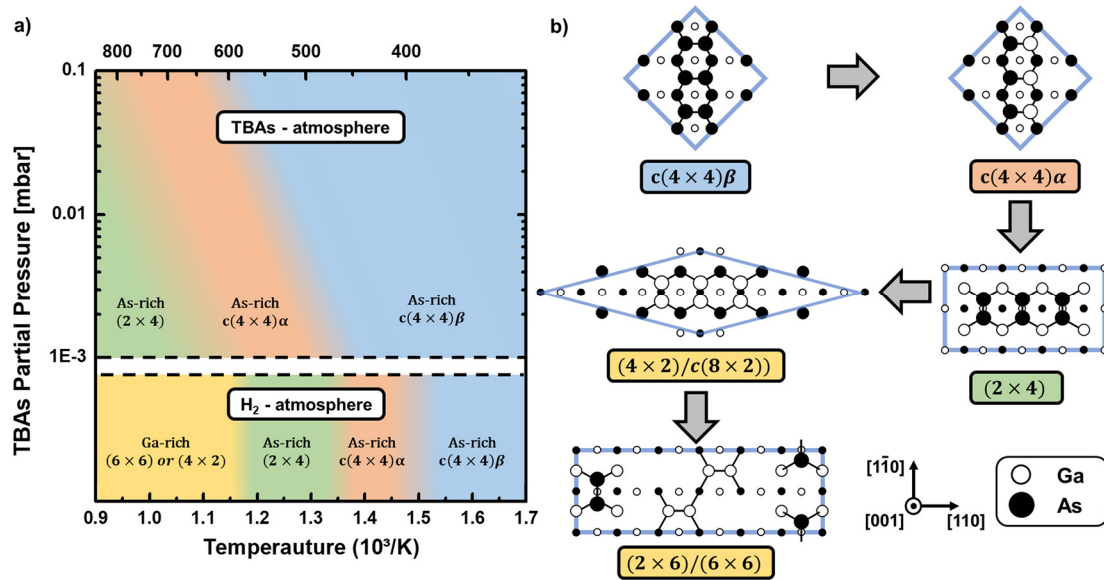 a)
800 700 600 500 400
TBAs Partial Pressure [mbar]
0.1
0.01
1E-3
TBAs - atmosphere
As-rich
(2 × 4)
As-rich
c(4 × 4)α
As-rich
c(4 × 4)β
H₂ - atmosphere
Ga-rich
(6 × 6) or (4 × 2)
As-rich
(2 × 4)
As-rich
c(4 × 4)α
As-rich
c(4 × 4)β
0.9 1.0 1.1 1.2 1.3 1.4 1.5 1.6 1.7
Temperauture (10³/K)
b)
c(4 × 4)β
c(4 × 4)α
(4 × 2)/c(8 × 2))
(2 × 4)
(2 × 6)/(6 × 6)
[11̄0]
[001]
[110]
Ga
As